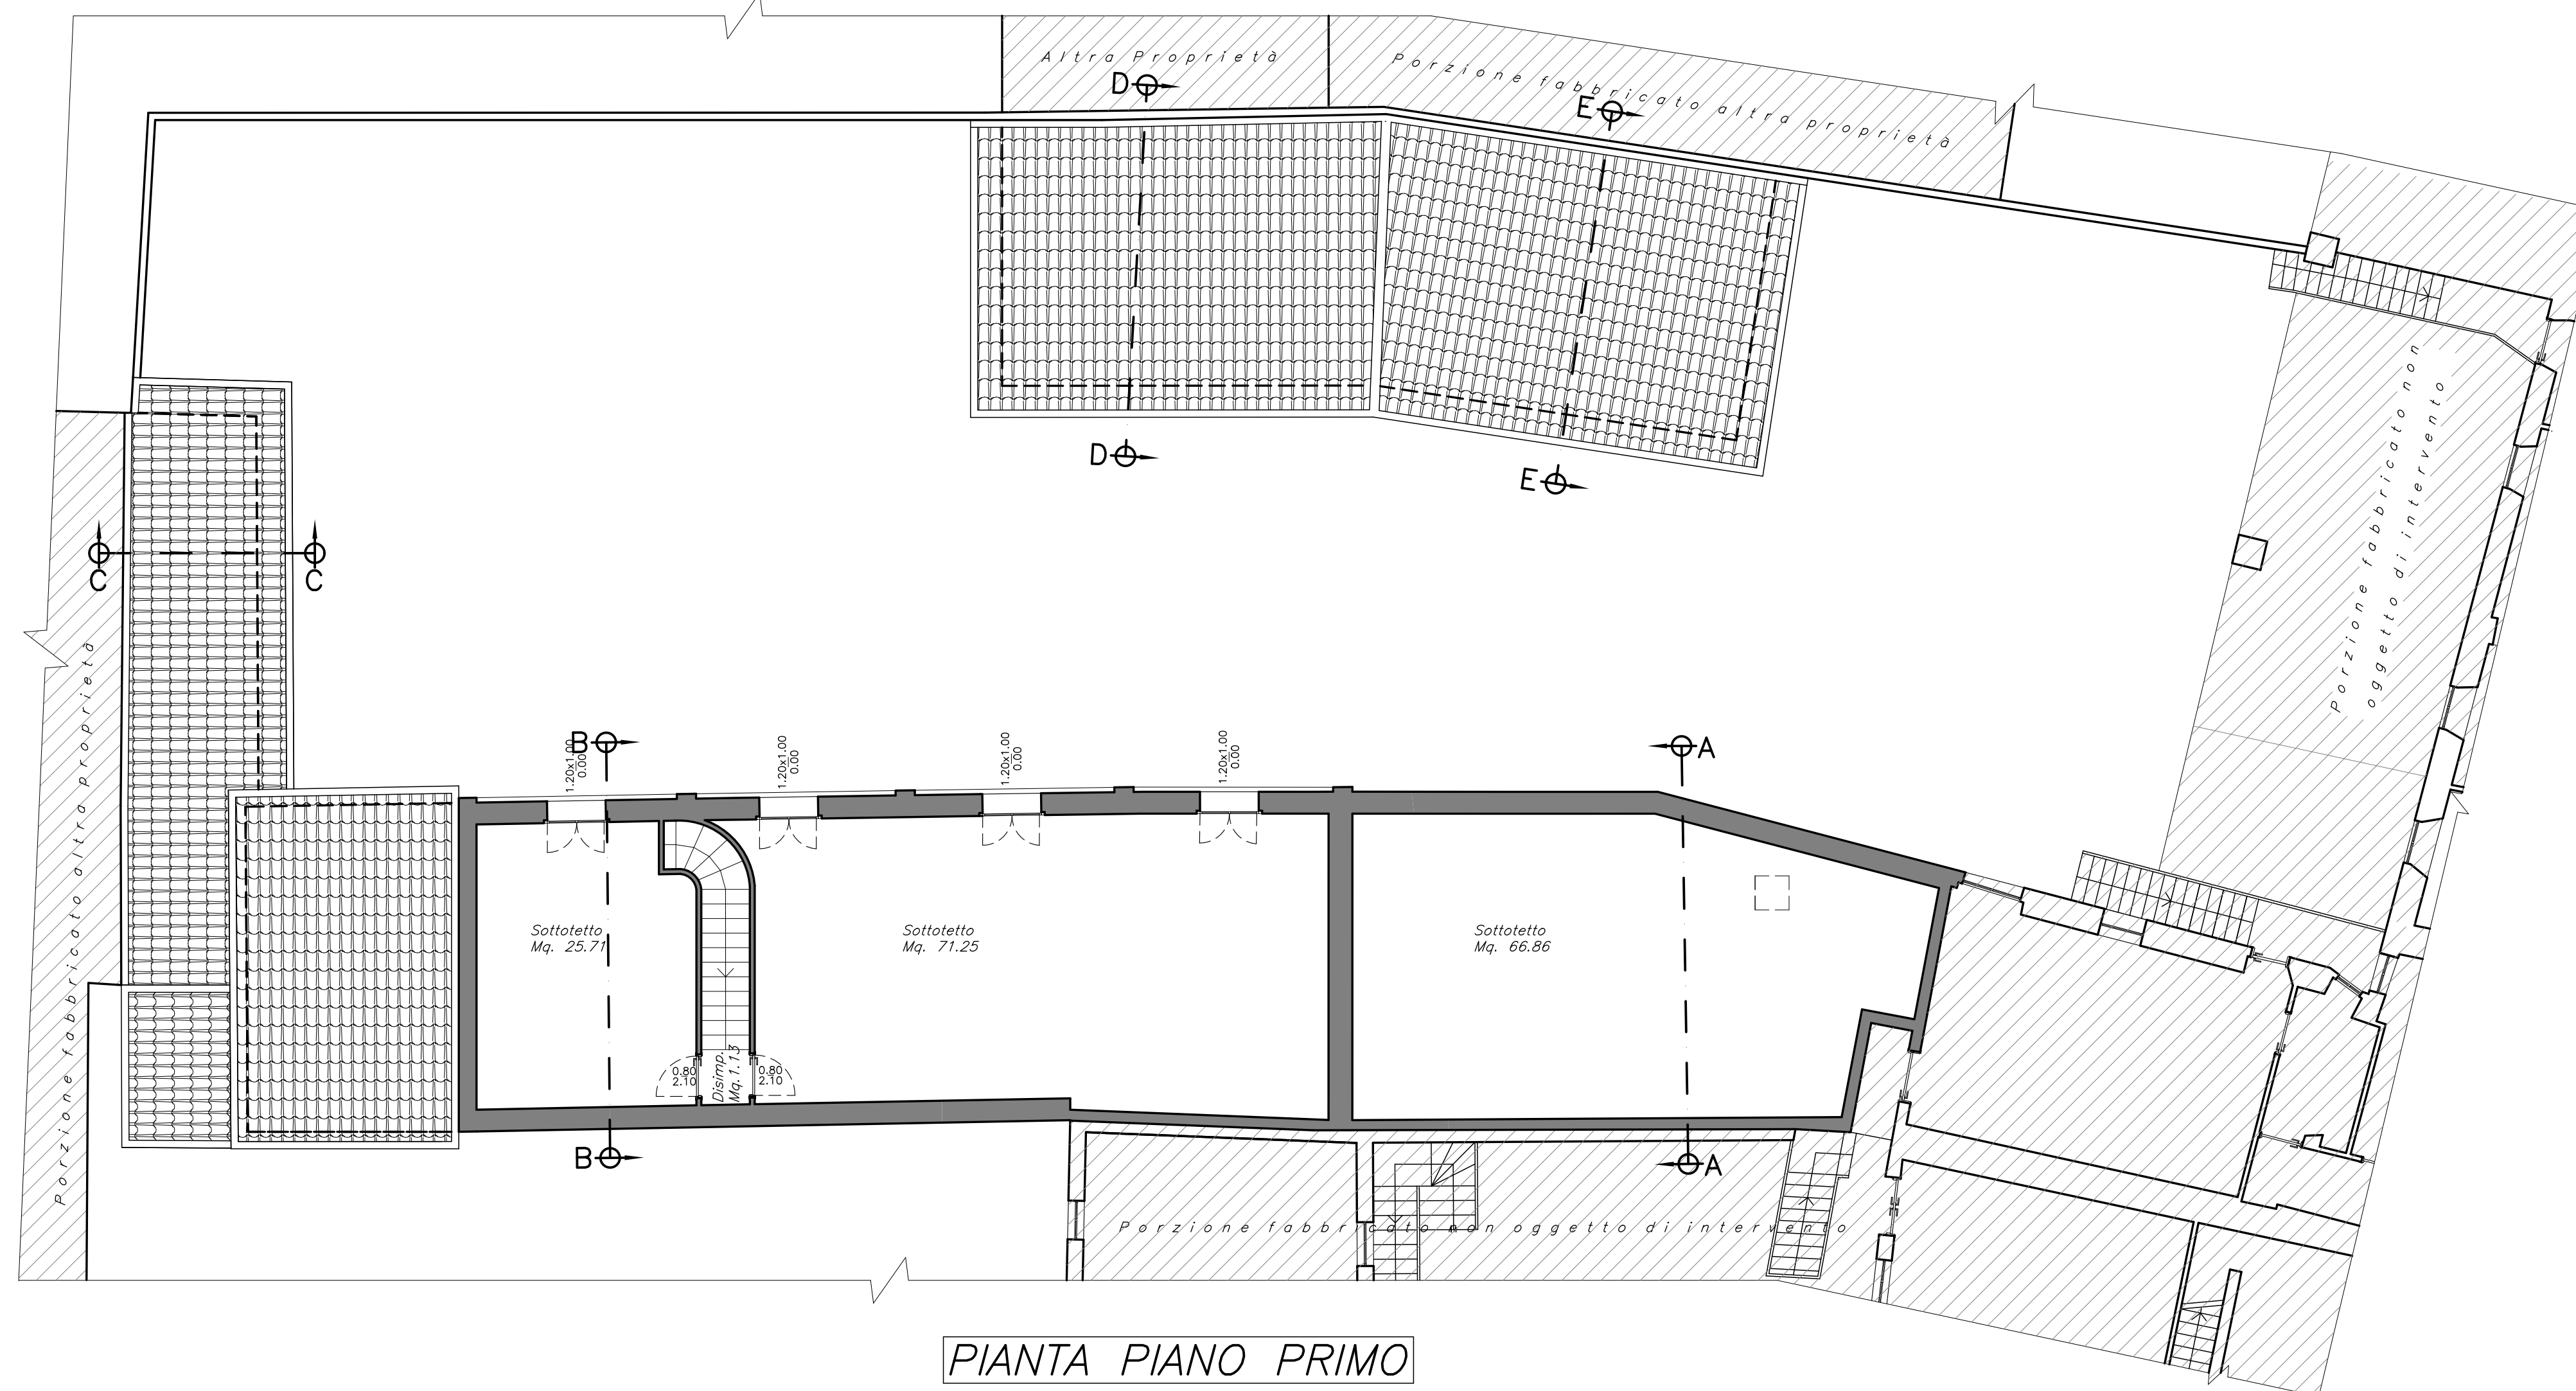 Altra Proprietà
Porzione fabbricato altra proprietà
D
E
D
E
C
C
Porzione fabbricato non
oggetto di intervento
Porzione fabbricato altra proprietà
B
A
1.20x1.00
0.00
1.20x1.00
0.00
1.20x1.00
0.00
1.20x1.00
0.00
Sottotetto
Mq. 25.71
Sottotetto
Mq. 71.25
Sottotetto
Mq. 66.86
0.80
2.10
Disimp.
Mq.1.13
0.80
2.10
B
A
Porzione fabbricato non oggetto di intervento
PIANTA PIANO PRIMO